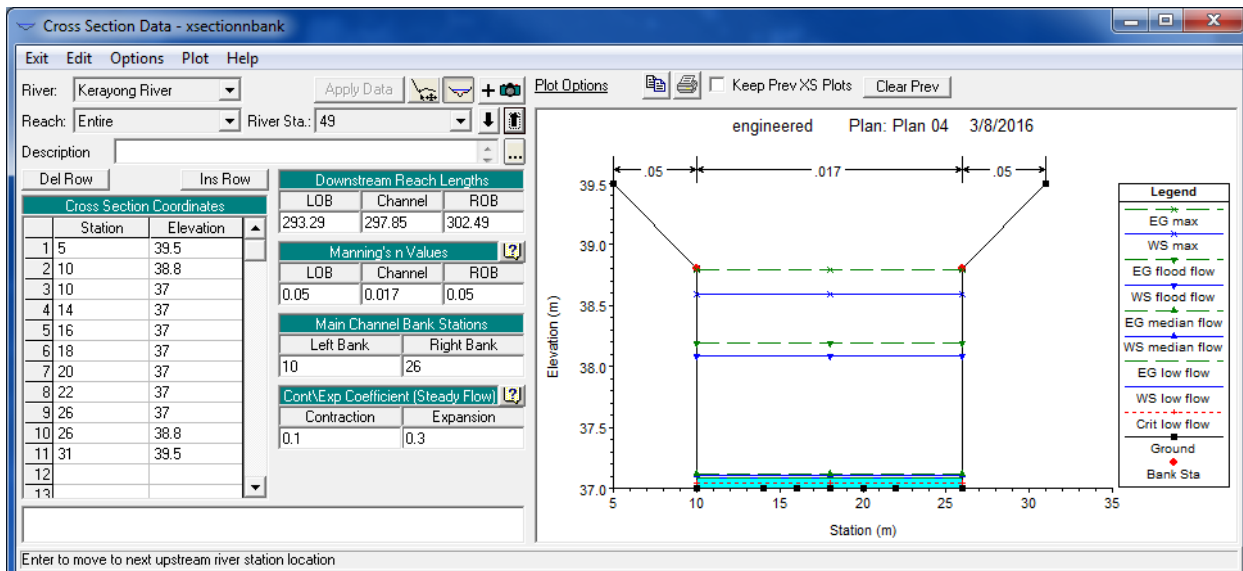 Cross Section Data - xsectionnbank
Exit Edit Options Plot Help
River: Kerayong River Apply Data Plot Options Keep Prev XS Plots Clear Prev
Reach: Entire River Sta.: 49
Description ...
Del Row Ins Row
Cross Section Coordinates
Station Elevation
1 5 39.5
2 10 38.8
3 10 37
4 14 37
5 16 37
6 18 37
7 20 37
8 22 37
9 26 37
10 26 38.8
11 31 39.5
12
13
Downstream Reach Lengths
LOB Channel ROB
293.29 297.85 302.49
Manning's n Values
LOB Channel ROB
0.05 0.017 0.05
Main Channel Bank Stations
Left Bank Right Bank
10 26
Cont\Exp Coefficient (Steady Flow)
Contraction Expansion
0.1 0.3
engineered Plan: Plan 04 3/8/2016
.05 .017 .05
39.5
39.0
38.5
38.0
37.5
37.0
Elevation (m)
5 10 15 20 25 30 35
Station (m)
Legend
EG max
WS max
EG flood flow
WS flood flow
EG median flow
WS median flow
EG low flow
WS low flow
Crit low flow
Ground
Bank Sta
Enter to move to next upstream river station location